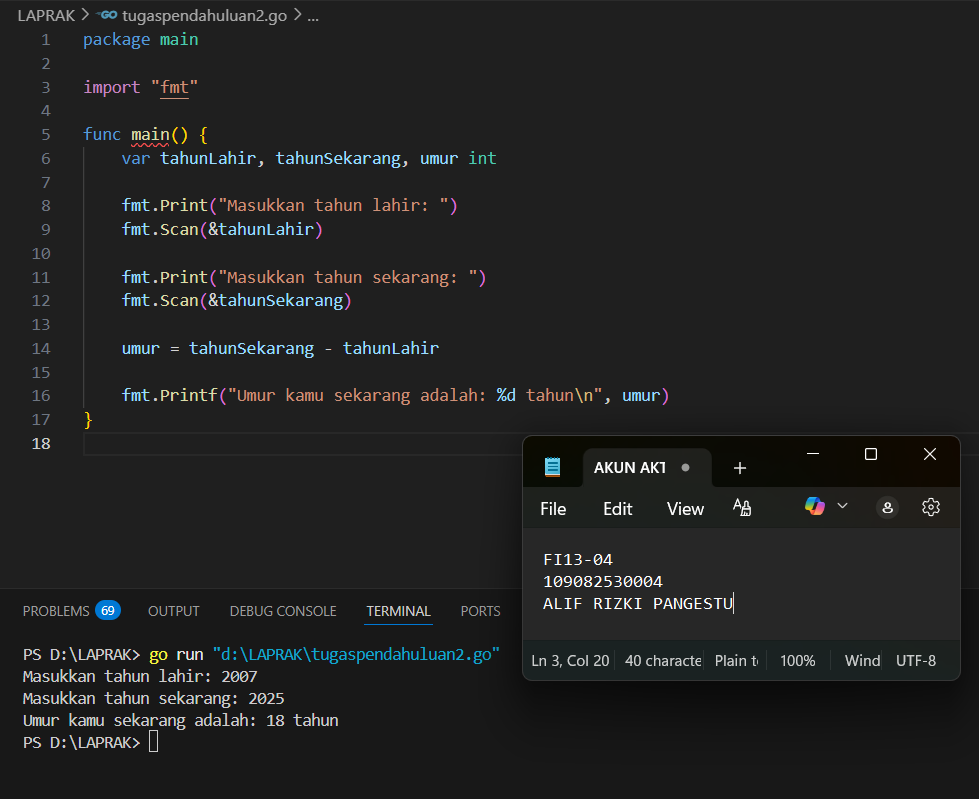 LAPRAK > GO tugaspendahuluan2.go > ...
1 package main
2
3 import "fmt"
4
5 func main() {
6     var tahunLahir, tahunSekarang, umur int
7
8     fmt.Print("Masukkan tahun lahir: ")
9     fmt.Scan(&tahunLahir)
10
11     fmt.Print("Masukkan tahun sekarang: ")
12     fmt.Scan(&tahunSekarang)
13
14     umur = tahunSekarang - tahunLahir
15
16     fmt.Printf("Umur kamu sekarang adalah: %d tahun\n", umur)
17 }
18
AKUN AKT
File Edit View
FI13-04
109082530004
ALIF RIZKI PANGESTU
Ln 3, Col 20 40 characte Plain t 100% Wind UTF-8
PROBLEMS 69 OUTPUT DEBUG CONSOLE TERMINAL PORTS
PS D:\LAPRAK> go run "d:\LAPRAK\tugaspendahuluan2.go"
Masukkan tahun lahir: 2007
Masukkan tahun sekarang: 2025
Umur kamu sekarang adalah: 18 tahun
PS D:\LAPRAK>